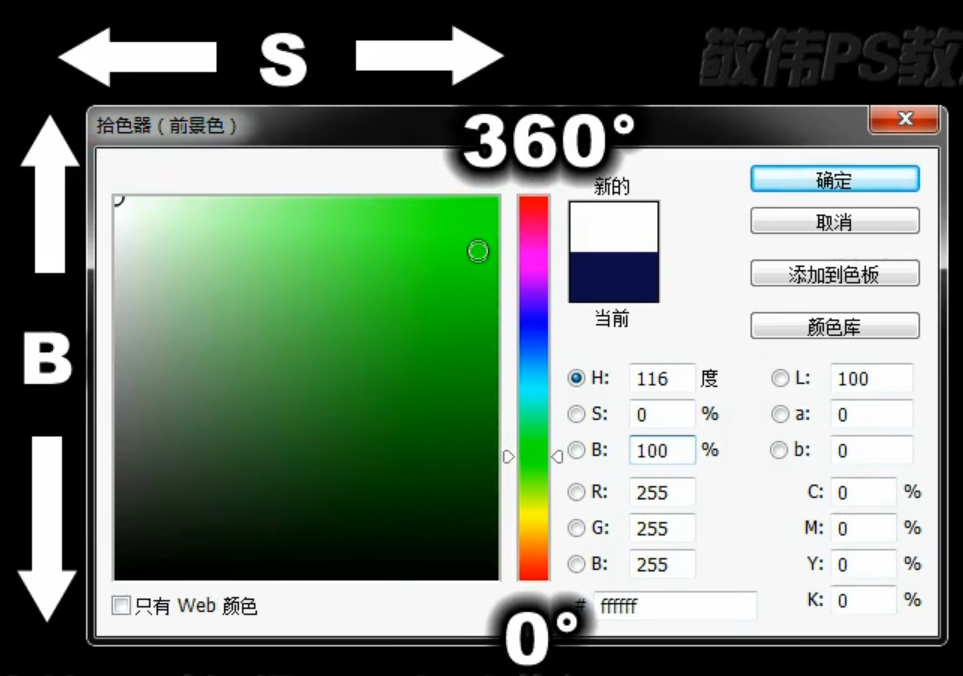 S
敬伟PS教
拾色器（前景色）
360°
新的
确定
取消
添加到色板
B
当前
颜色库
H: 116 度
L: 100
S: 0 %
a: 0
B: 100 %
b: 0
R: 255
C: 0 %
G: 255
M: 0 %
B: 255
Y: 0 %
只有 Web 颜色
# ffffff
K: 0 %
0°